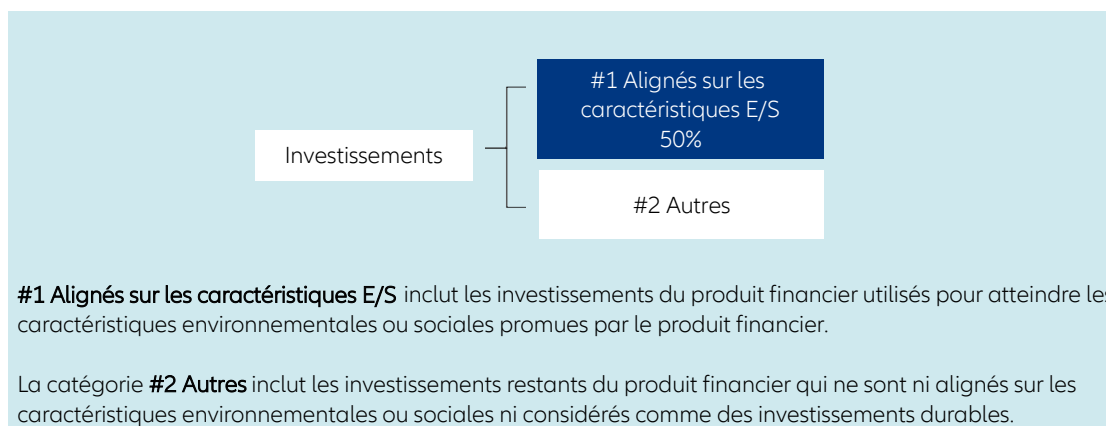 #1 Alignés sur les
caractéristiques E/S
50%
Investissements
#2 Autres
#1 Alignés sur les caractéristiques E/S inclut les investissements du produit financier utilisés pour atteindre les
caractéristiques environnementales ou sociales promues par le produit financier.
La catégorie #2 Autres inclut les investissements restants du produit financier qui ne sont ni alignés sur les
caractéristiques environnementales ou sociales ni considérés comme des investissements durables.